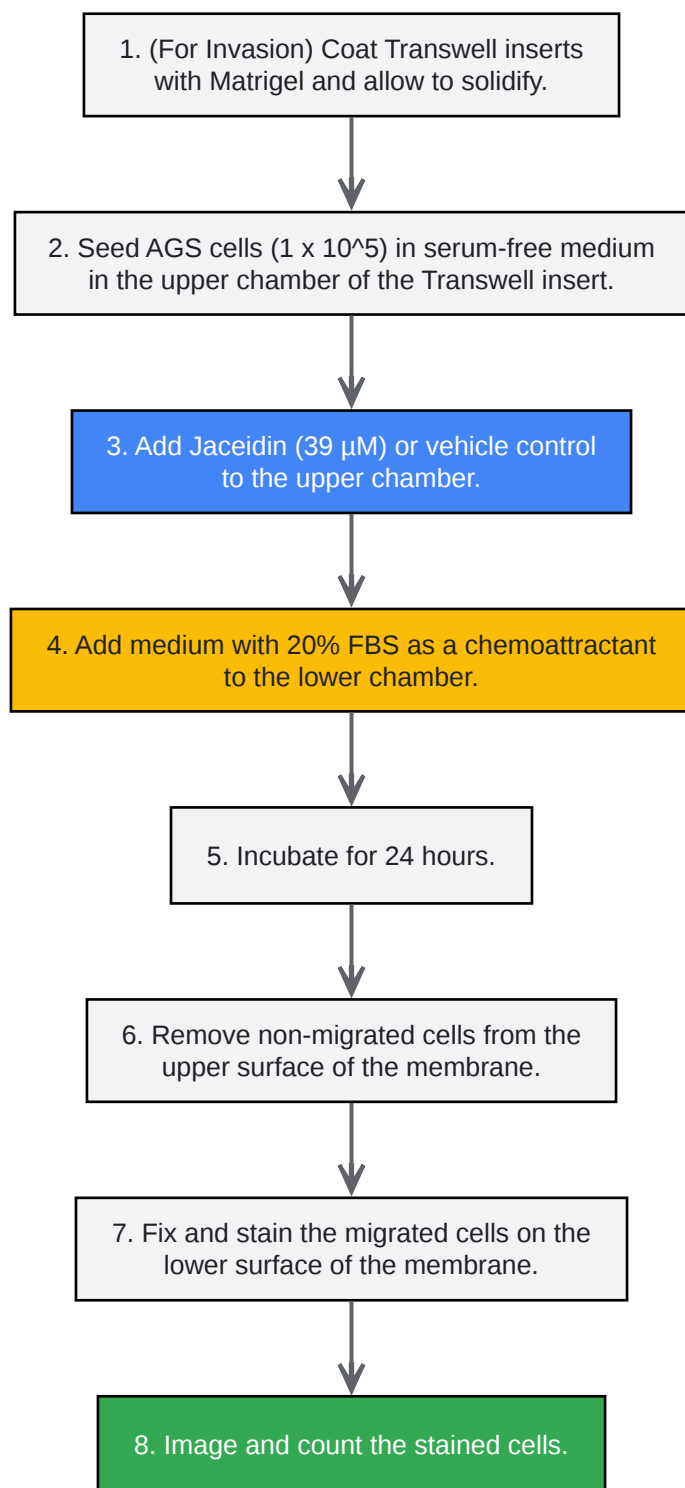 1. (For Invasion) Coat Transwell inserts
with Matrigel and allow to solidify.
2. Seed AGS cells (1 x 10^5) in serum-free medium
in the upper chamber of the Transwell insert.
3. Add Jaceidin (39 µM) or vehicle control
to the upper chamber.
4. Add medium with 20% FBS as a chemoattractant
to the lower chamber.
5. Incubate for 24 hours.
6. Remove non-migrated cells from the
upper surface of the membrane.
7. Fix and stain the migrated cells on the
lower surface of the membrane.
8. Image and count the stained cells.